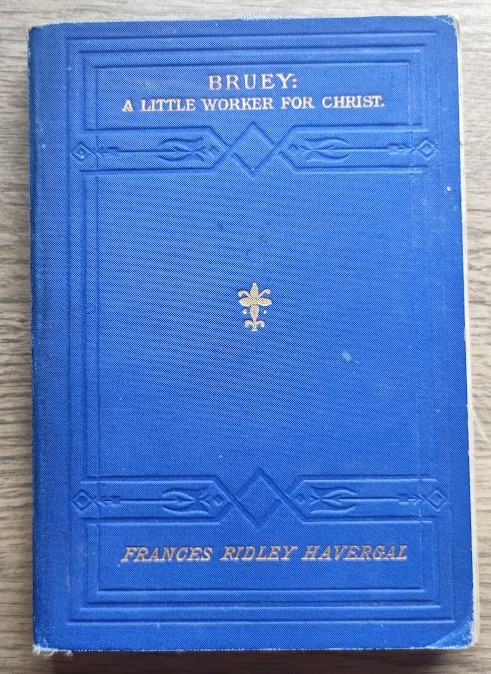 BRUEY:
A LITTLE WORKER FOR CHRIST.
FRANCES RIDLEY HAVERGAL